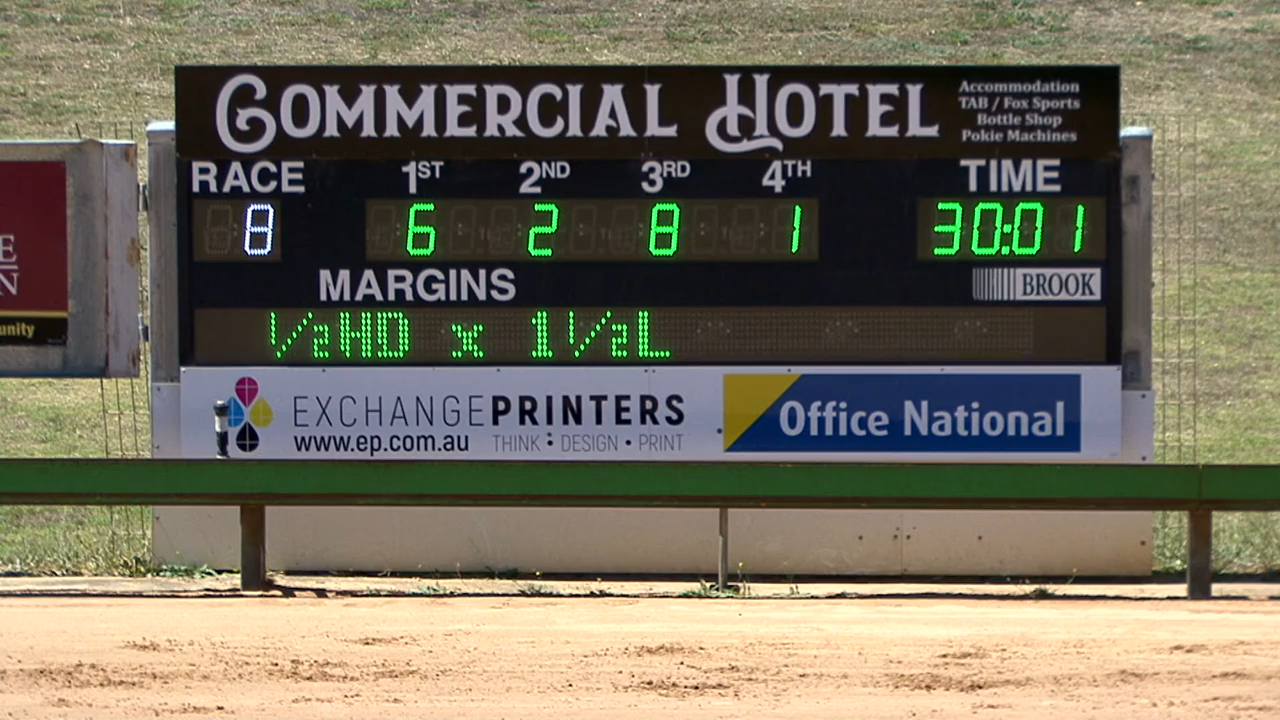 COMMERCIAL HOTEL
Accommodation
TAB / Fox Sports
Bottle Shop
Pokie Machines
RACE 1ST 2ND 3RD 4TH TIME
8 6 2 8 1 30:01
MARGINS
BROOK
½HD x 1½L
E
N
unity
EXCHANGEPRINTERS
www.ep.com.au THINK : DESIGN • PRINT
Office National